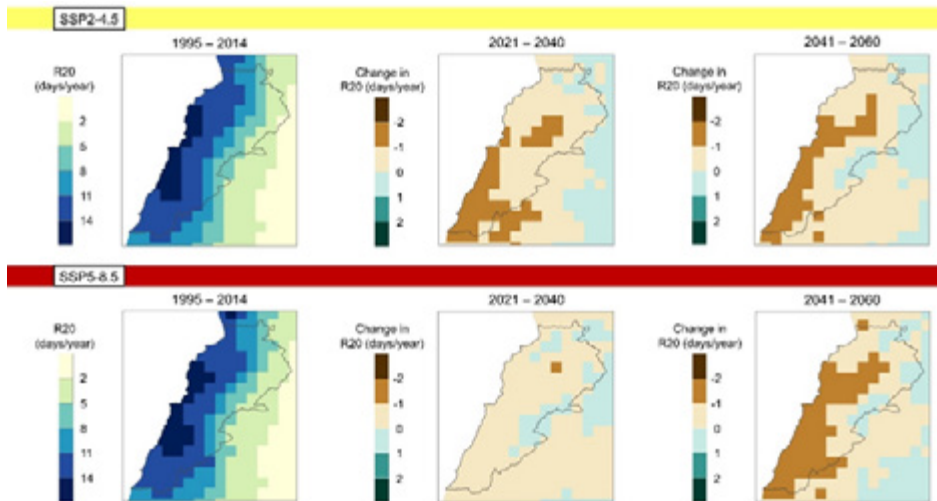 SSP2-4.5
1995 – 2014
2021 – 2040
2041 – 2060
R20
(days/year)
2
5
8
11
14
Change in
R20 (days/year)
-2
-1
0
1
2
Change in
R20 (days/year)
-2
-1
0
1
2
SSP5-8.5
1995 – 2014
2021 – 2040
2041 – 2060
R20
(days/year)
2
5
8
11
14
Change in
R20 (days/year)
-2
-1
0
1
2
Change in
R20 (days/year)
-2
-1
0
1
2